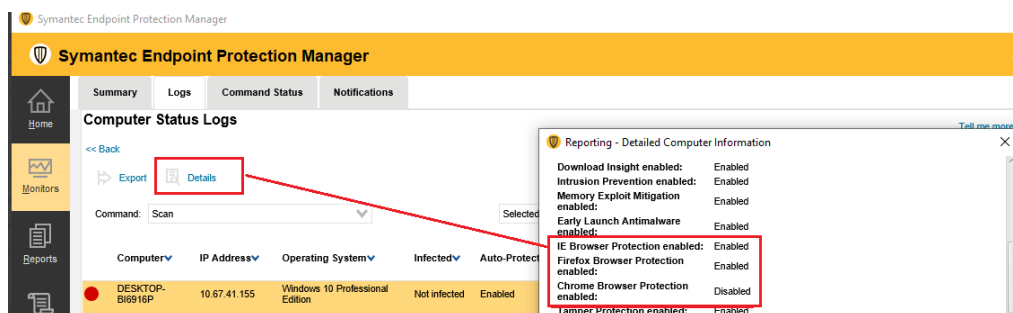 Symantec Endpoint Protection Manager
Symantec Endpoint Protection Manager
Summary Logs Command Status Notifications
Home
Computer Status Logs
Tell me more
<< Back
Export Details
Monitors
Command: Scan
Selected
Reports
Computer IP Address Operating System Infected Auto-Protect
DESKTOP-
BI6916P
10.67.41.155
Windows 10 Professional
Edition
Not infected Enabled
Reporting - Detailed Computer Information
Download Insight enabled: Enabled
Intrusion Prevention enabled: Enabled
Memory Exploit Mitigation
enabled: Enabled
Early Launch Antimalware
enabled: Enabled
IE Browser Protection enabled: Enabled
Firefox Browser Protection
enabled: Enabled
Chrome Browser Protection
enabled: Disabled
Tamper Protection enabled: Enabled